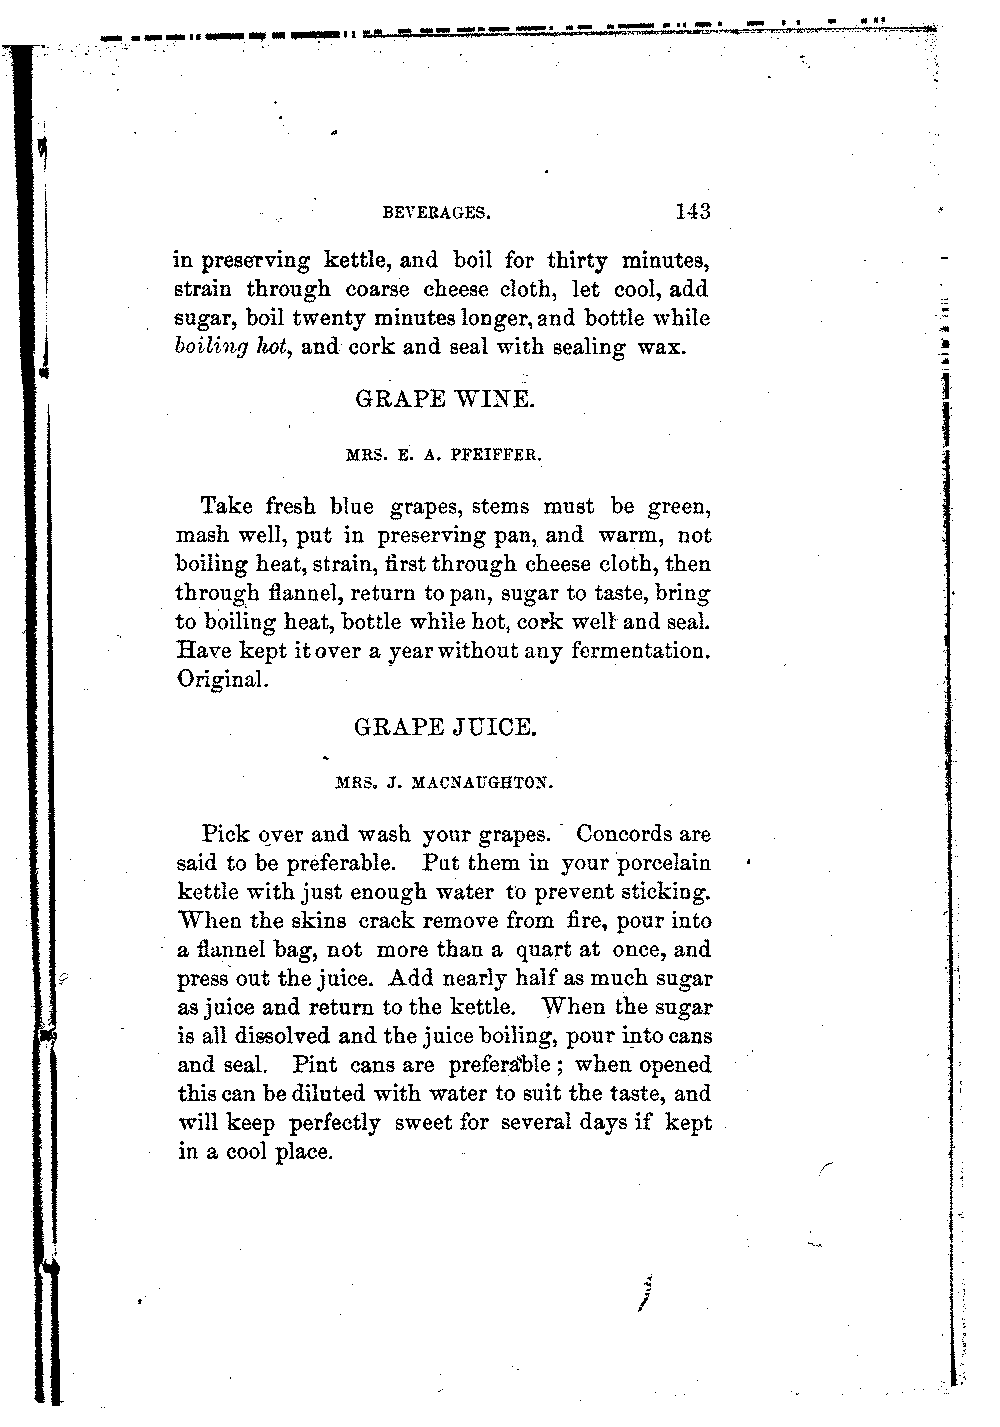 BEVERAGES. 143
in preserving kettle, and boil for thirty minutes,
strain through coarse cheese cloth, let cool, add
sugar, boil twenty minutes longer, and bottle while
boiling hot, and cork and seal with sealing wax.
GRAPE WINE.
MRS. E. A. PFEIFFER.
Take fresh blue grapes, stems must be green,
mash well, put in preserving pan, and warm, not
boiling heat, strain, first through cheese cloth, then
through flannel, return to pan, sugar to taste, bring
to boiling heat, bottle while hot, cork well and seal.
Have kept it over a year without any fermentation.
Original.
GRAPE JUICE.
MRS. J. MACNAUGHTON.
Pick over and wash your grapes. Concords are
said to be preferable. Put them in your porcelain
kettle with just enough water to prevent sticking.
When the skins crack remove from fire, pour into
a flannel bag, not more than a quart at once, and
press out the juice. Add nearly half as much sugar
as juice and return to the kettle. When the sugar
is all dissolved and the juice boiling, pour into cans
and seal. Pint cans are preferable; when opened
this can be diluted with water to suit the taste, and
will keep perfectly sweet for several days if kept
in a cool place.